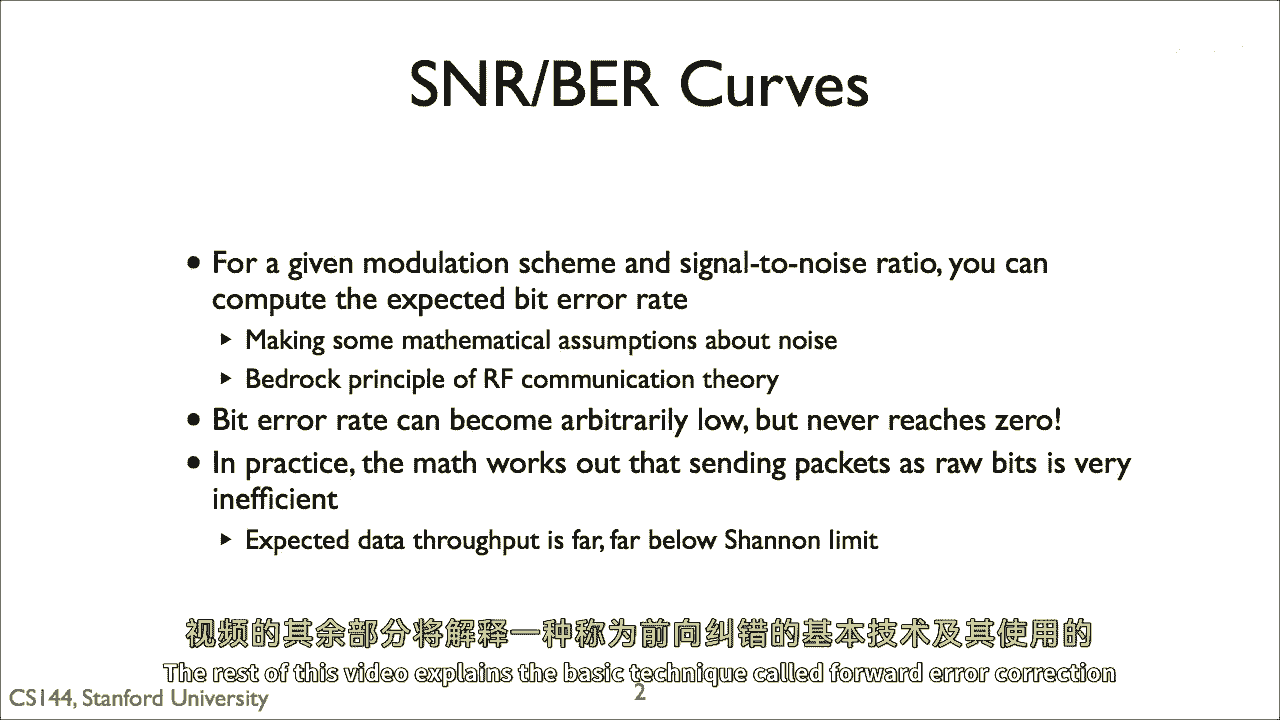 SNR/BER Curves
• For a given modulation scheme and signal-to-noise ratio, you can
compute the expected bit error rate
▸ Making some mathematical assumptions about noise
▸ Bedrock principle of RF communication theory
• Bit error rate can become arbitrarily low, but never reaches zero!
• In practice, the math works out that sending packets as raw bits is very
inefficient
▸ Expected data throughput is far, far below Shannon limit
视频的其余部分将解释一种称为前向纠错的基本技术及其使用的
The rest of this video explains the basic technique called forward error correction
CS144, Stanford University
2